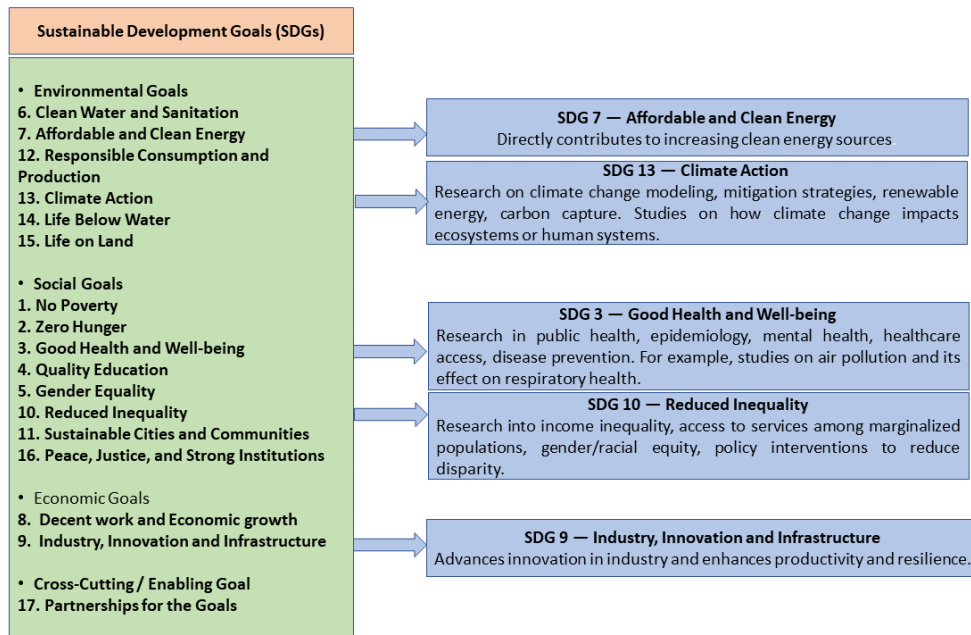 Sustainable Development Goals (SDGs)
• Environmental Goals
6. Clean Water and Sanitation
7. Affordable and Clean Energy
12. Responsible Consumption and
Production
13. Climate Action
14. Life Below Water
15. Life on Land
• Social Goals
1. No Poverty
2. Zero Hunger
3. Good Health and Well-being
4. Quality Education
5. Gender Equality
10. Reduced Inequality
11. Sustainable Cities and Communities
16. Peace, Justice, and Strong Institutions
• Economic Goals
8. Decent work and Economic growth
9. Industry, Innovation and Infrastructure
• Cross-Cutting / Enabling Goal
17. Partnerships for the Goals
SDG 7 — Affordable and Clean Energy
Directly contributes to increasing clean energy sources
SDG 13 — Climate Action
Research on climate change modeling, mitigation strategies, renewable
energy, carbon capture. Studies on how climate change impacts
ecosystems or human systems.
SDG 3 — Good Health and Well-being
Research in public health, epidemiology, mental health, healthcare
access, disease prevention. For example, studies on air pollution and its
effect on respiratory health.
SDG 10 — Reduced Inequality
Research into income inequality, access to services among marginalized
populations, gender/racial equity, policy interventions to reduce
disparity.
SDG 9 — Industry, Innovation and Infrastructure
Advances innovation in industry and enhances productivity and resilience.